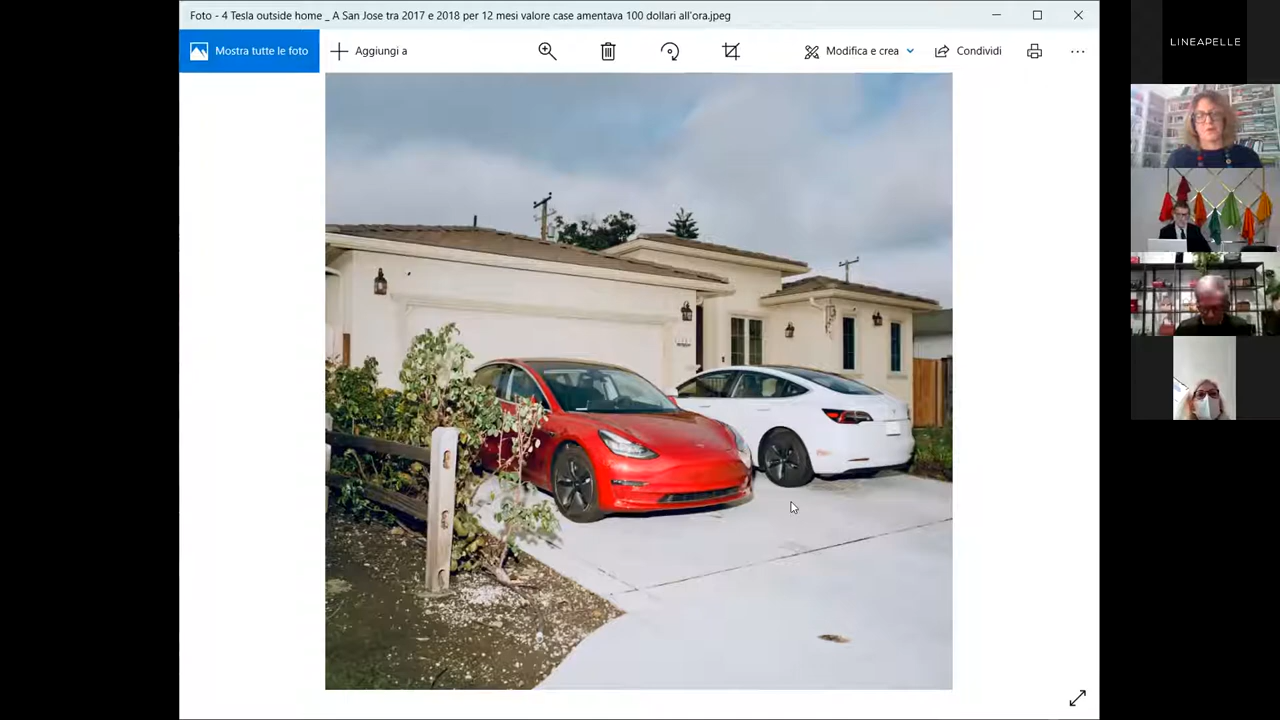 Foto - 4 Tesla outside home _ A San Jose tra 2017 e 2018 per 12 mesi valore case amentava 100 dollari all'ora.jpeg
Mostra tutte le foto
Aggiungi a
Modifica e crea
Condividi
LINEAPELLE